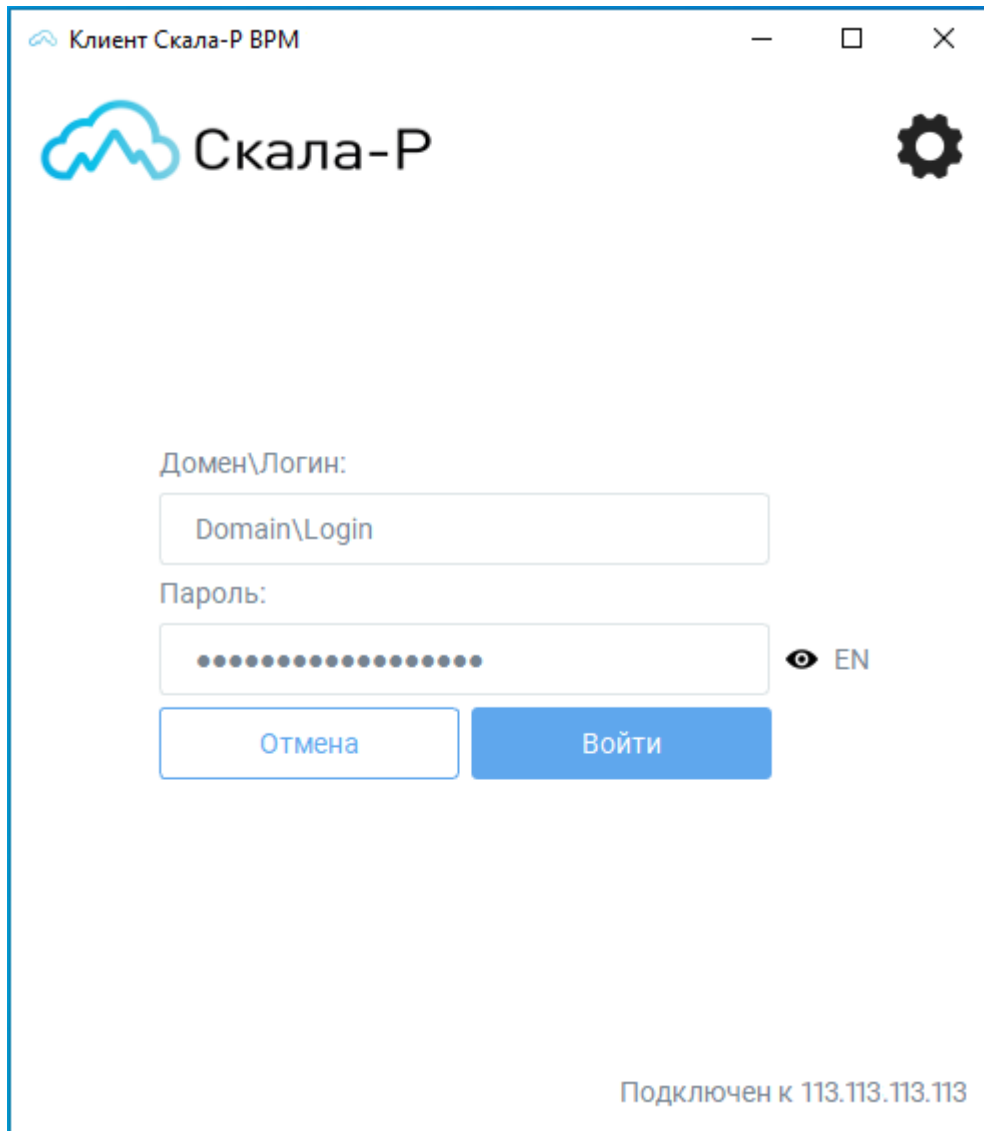 Клиент Скала-Р ВРМ
Скала-Р
Домен\Логин:
Domain\Login
Пароль:
●●●●●●●●●●●●●●●●●●
EN
Отмена Войти
Подключен к 113.113.113.113